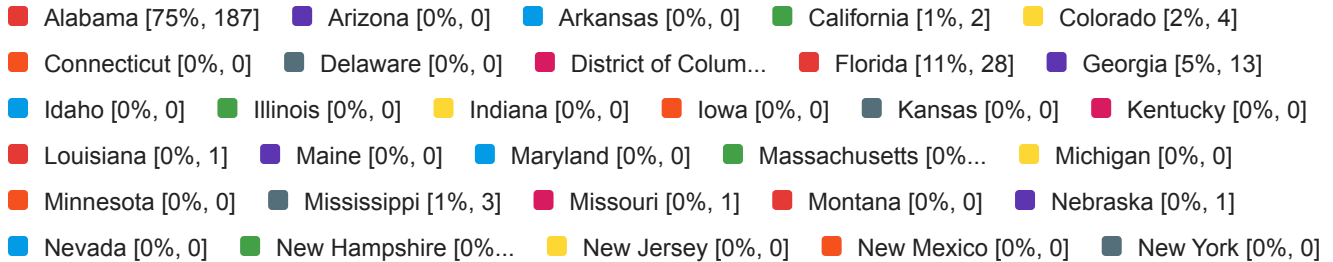 Alabama [75%, 187] Arizona [0%, 0] Arkansas [0%, 0] California [1%, 2] Colorado [2%, 4]
Connecticut [0%, 0] Delaware [0%, 0] District of Colum... Florida [11%, 28] Georgia [5%, 13]
Idaho [0%, 0] Illinois [0%, 0] Indiana [0%, 0] Iowa [0%, 0] Kansas [0%, 0] Kentucky [0%, 0]
Louisiana [0%, 1] Maine [0%, 0] Maryland [0%, 0] Massachusetts [0%... Michigan [0%, 0]
Minnesota [0%, 0] Mississippi [1%, 3] Missouri [0%, 1] Montana [0%, 0] Nebraska [0%, 1]
Nevada [0%, 0] New Hampshire [0%... New Jersey [0%, 0] New Mexico [0%, 0] New York [0%, 0]